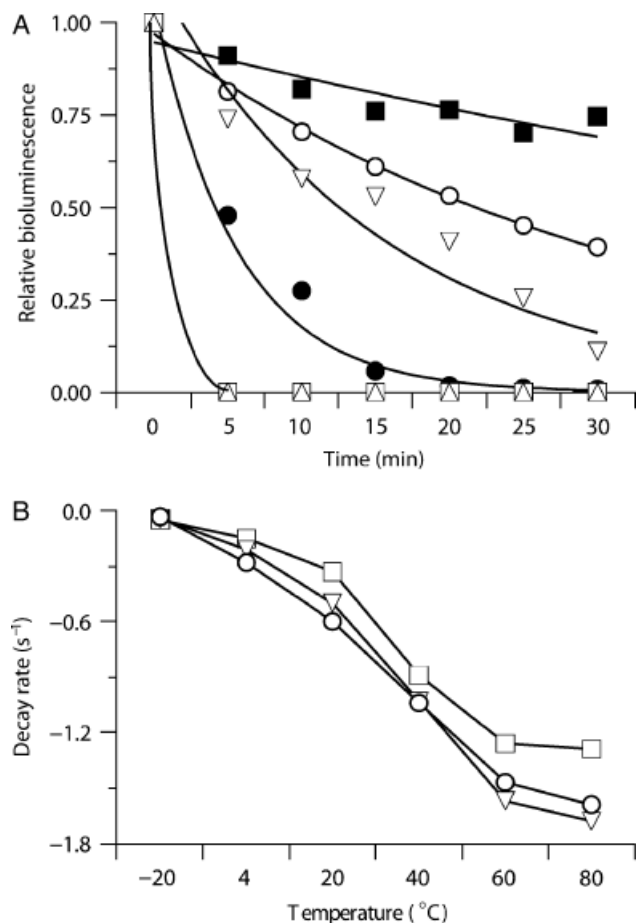 A
Relative bioluminescence
1.00
0.75
0.50
0.25
0.00
0 5 10 15 20 25 30
Time (min)
B
Decay rate (s⁻¹)
0.0
−0.6
−1.2
−1.8
−20 4 20 40 60 80
Temperature (°C)